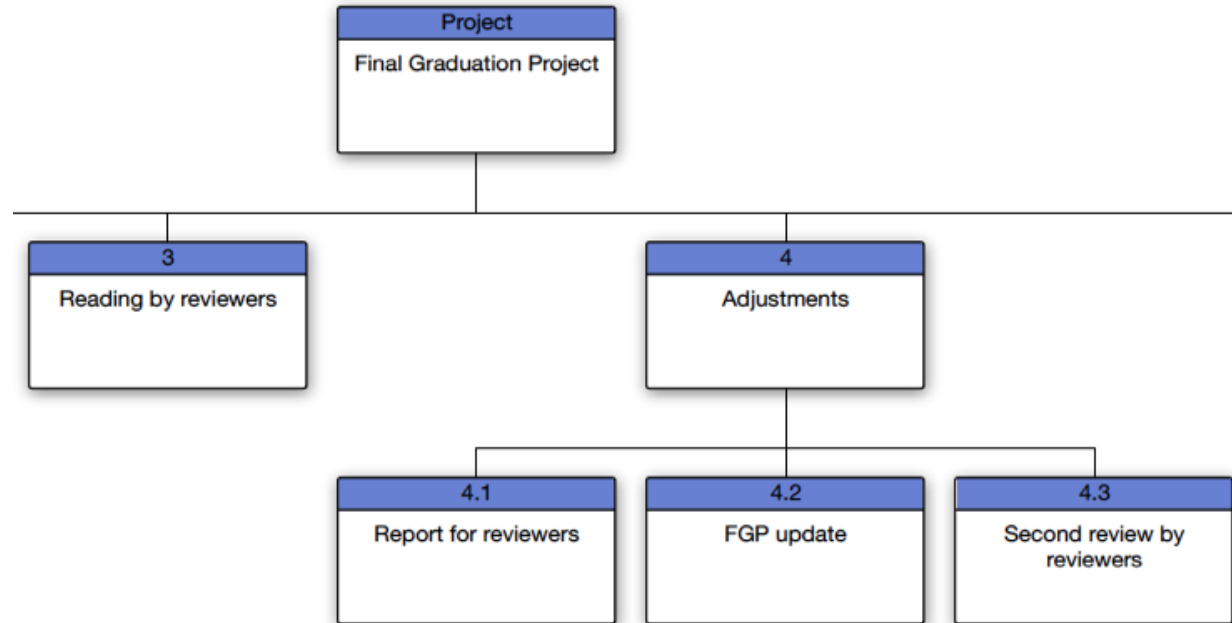 Project
Final Graduation Project
3
Reading by reviewers
4
Adjustments
4.1
Report for reviewers
4.2
FGP update
4.3
Second review by
reviewers